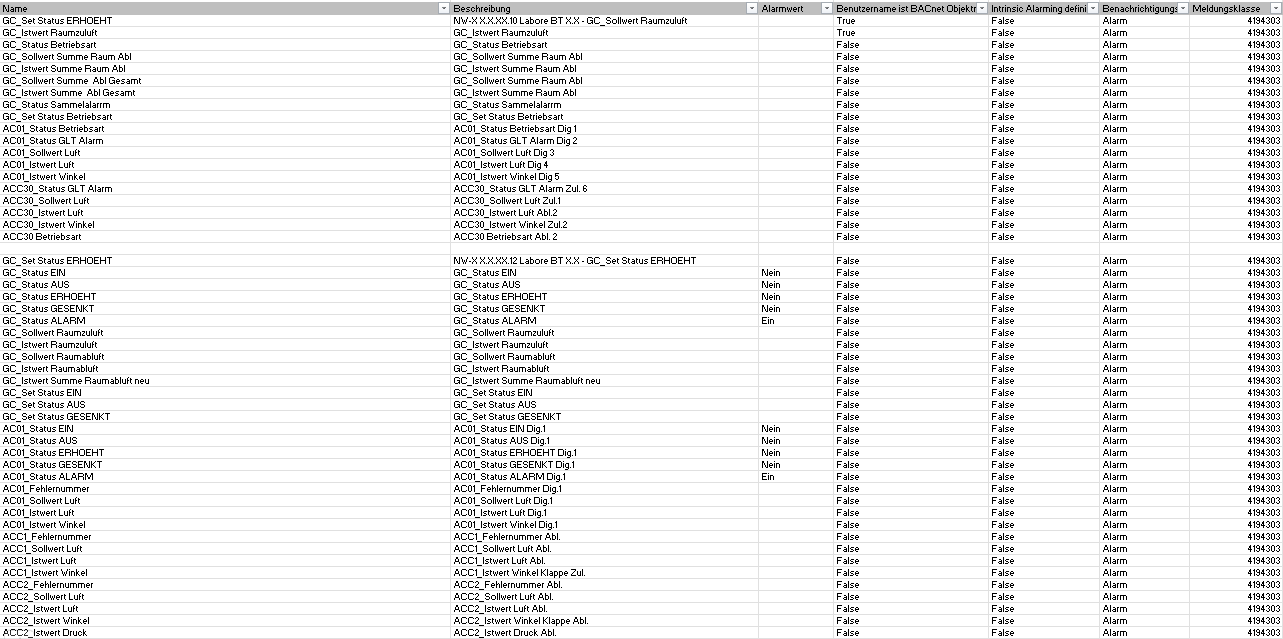 Name Beschreibung Alarmwert Benutzername ist BACnet Objektn Intrinsic Alarming defini Benachrichtigungs Meldungsklasse
GC_Set Status ERHOEHT NW-X X.X.XX.10 Labore BT X.X - GC_Sollwert Raumzuluft True False Alarm 4194303
GC_Istwert Raumzuluft GC_Istwert Raumzuluft True False Alarm 4194303
GC_Status Betriebsart GC_Status Betriebsart False False Alarm 4194303
GC_Sollwert Summe Raum Abl GC_Sollwert Summe Raum Abl False False Alarm 4194303
GC_Istwert Summe Raum Abl GC_Istwert Summe Raum Abl False False Alarm 4194303
GC_Sollwert Summe Abl Gesamt GC_Sollwert Summe Raum Abl False False Alarm 4194303
GC_Istwert Summe Abl Gesamt GC_Istwert Summe Raum Abl False False Alarm 4194303
GC_Status Sammelalarrm GC_Status Sammelalarrm False False Alarm 4194303
GC_Set Status Betriebsart GC_Set Status Betriebsart False False Alarm 4194303
AC01_Status Betriebsart AC01_Status Betriebsart Dig 1 False False Alarm 4194303
AC01_Status GLT Alarm AC01_Status GLT Alarm Dig 2 False False Alarm 4194303
AC01_Sollwert Luft AC01_Sollwert Luft Dig 3 False False Alarm 4194303
AC01_Istwert Luft AC01_Istwert Luft Dig 4 False False Alarm 4194303
AC01_Istwert Winkel AC01_Istwert Winkel Dig 5 False False Alarm 4194303
ACC30_Status GLT Alarm ACC30_Status GLT Alarm Zul. 6 False False Alarm 4194303
ACC30_Sollwert Luft ACC30_Sollwert Luft Zul.1 False False Alarm 4194303
ACC30_Istwert Luft ACC30_Istwert Luft Abl.2 False False Alarm 4194303
ACC30_Istwert Winkel ACC30_Istwert Winkel Zul.2 False False Alarm 4194303
ACC30 Betriebsart ACC30 Betriebsart Abl. 2 False False Alarm 4194303
GC_Set Status ERHOEHT NW-X X.X.XX.12 Labore BT X.X - GC_Set Status ERHOEHT False False Alarm 4194303
GC_Status EIN GC_Status EIN Nein False False Alarm 4194303
GC_Status AUS GC_Status AUS Nein False False Alarm 4194303
GC_Status ERHOEHT GC_Status ERHOEHT Nein False False Alarm 4194303
GC_Status GESENKT GC_Status GESENKT Nein False False Alarm 4194303
GC_Status ALARM GC_Status ALARM Ein False False Alarm 4194303
GC_Sollwert Raumzuluft GC_Sollwert Raumzuluft False False Alarm 4194303
GC_Istwert Raumzuluft GC_Istwert Raumzuluft False False Alarm 4194303
GC_Sollwert Raumabluft GC_Sollwert Raumabluft False False Alarm 4194303
GC_Istwert Raumabluft GC_Istwert Raumabluft False False Alarm 4194303
GC_Istwert Summe Raumabluft neu GC_Istwert Summe Raumabluft neu False False Alarm 4194303
GC_Set Status EIN GC_Set Status EIN False False Alarm 4194303
GC_Set Status AUS GC_Set Status AUS False False Alarm 4194303
GC_Set Status GESENKT GC_Set Status GESENKT False False Alarm 4194303
AC01_Status EIN AC01_Status EIN Dig.1 Nein False False Alarm 4194303
AC01_Status AUS AC01_Status AUS Dig.1 Nein False False Alarm 4194303
AC01_Status ERHOEHT AC01_Status ERHOEHT Dig.1 Nein False False Alarm 4194303
AC01_Status GESENKT AC01_Status GESENKT Dig.1 Nein False False Alarm 4194303
AC01_Status ALARM AC01_Status ALARM Dig.1 Ein False False Alarm 4194303
AC01_Fehlernummer AC01_Fehlernummer Dig.1 False False Alarm 4194303
AC01_Sollwert Luft AC01_Sollwert Luft Dig.1 False False Alarm 4194303
AC01_Istwert Luft AC01_Istwert Luft Dig.1 False False Alarm 4194303
AC01_Istwert Winkel AC01_Istwert Winkel Dig.1 False False Alarm 4194303
ACC1_Fehlernummer ACC1_Fehlernummer Abl. False False Alarm 4194303
ACC1_Sollwert Luft ACC1_Sollwert Luft Abl. False False Alarm 4194303
ACC1_Istwert Luft ACC1_Istwert Luft Abl. False False Alarm 4194303
ACC1_Istwert Winkel ACC1_Istwert Winkel Klappe Zul. False False Alarm 4194303
ACC2_Fehlernummer ACC2_Fehlernummer Abl. False False Alarm 4194303
ACC2_Sollwert Luft ACC2_Sollwert Luft Abl. False False Alarm 4194303
ACC2_Istwert Luft ACC2_Istwert Luft Abl. False False Alarm 4194303
ACC2_Istwert Winkel ACC2_Istwert Winkel Klappe Abl. False False Alarm 4194303
ACC2_Istwert Druck ACC2_Istwert Druck Abl. False False Alarm 4194303